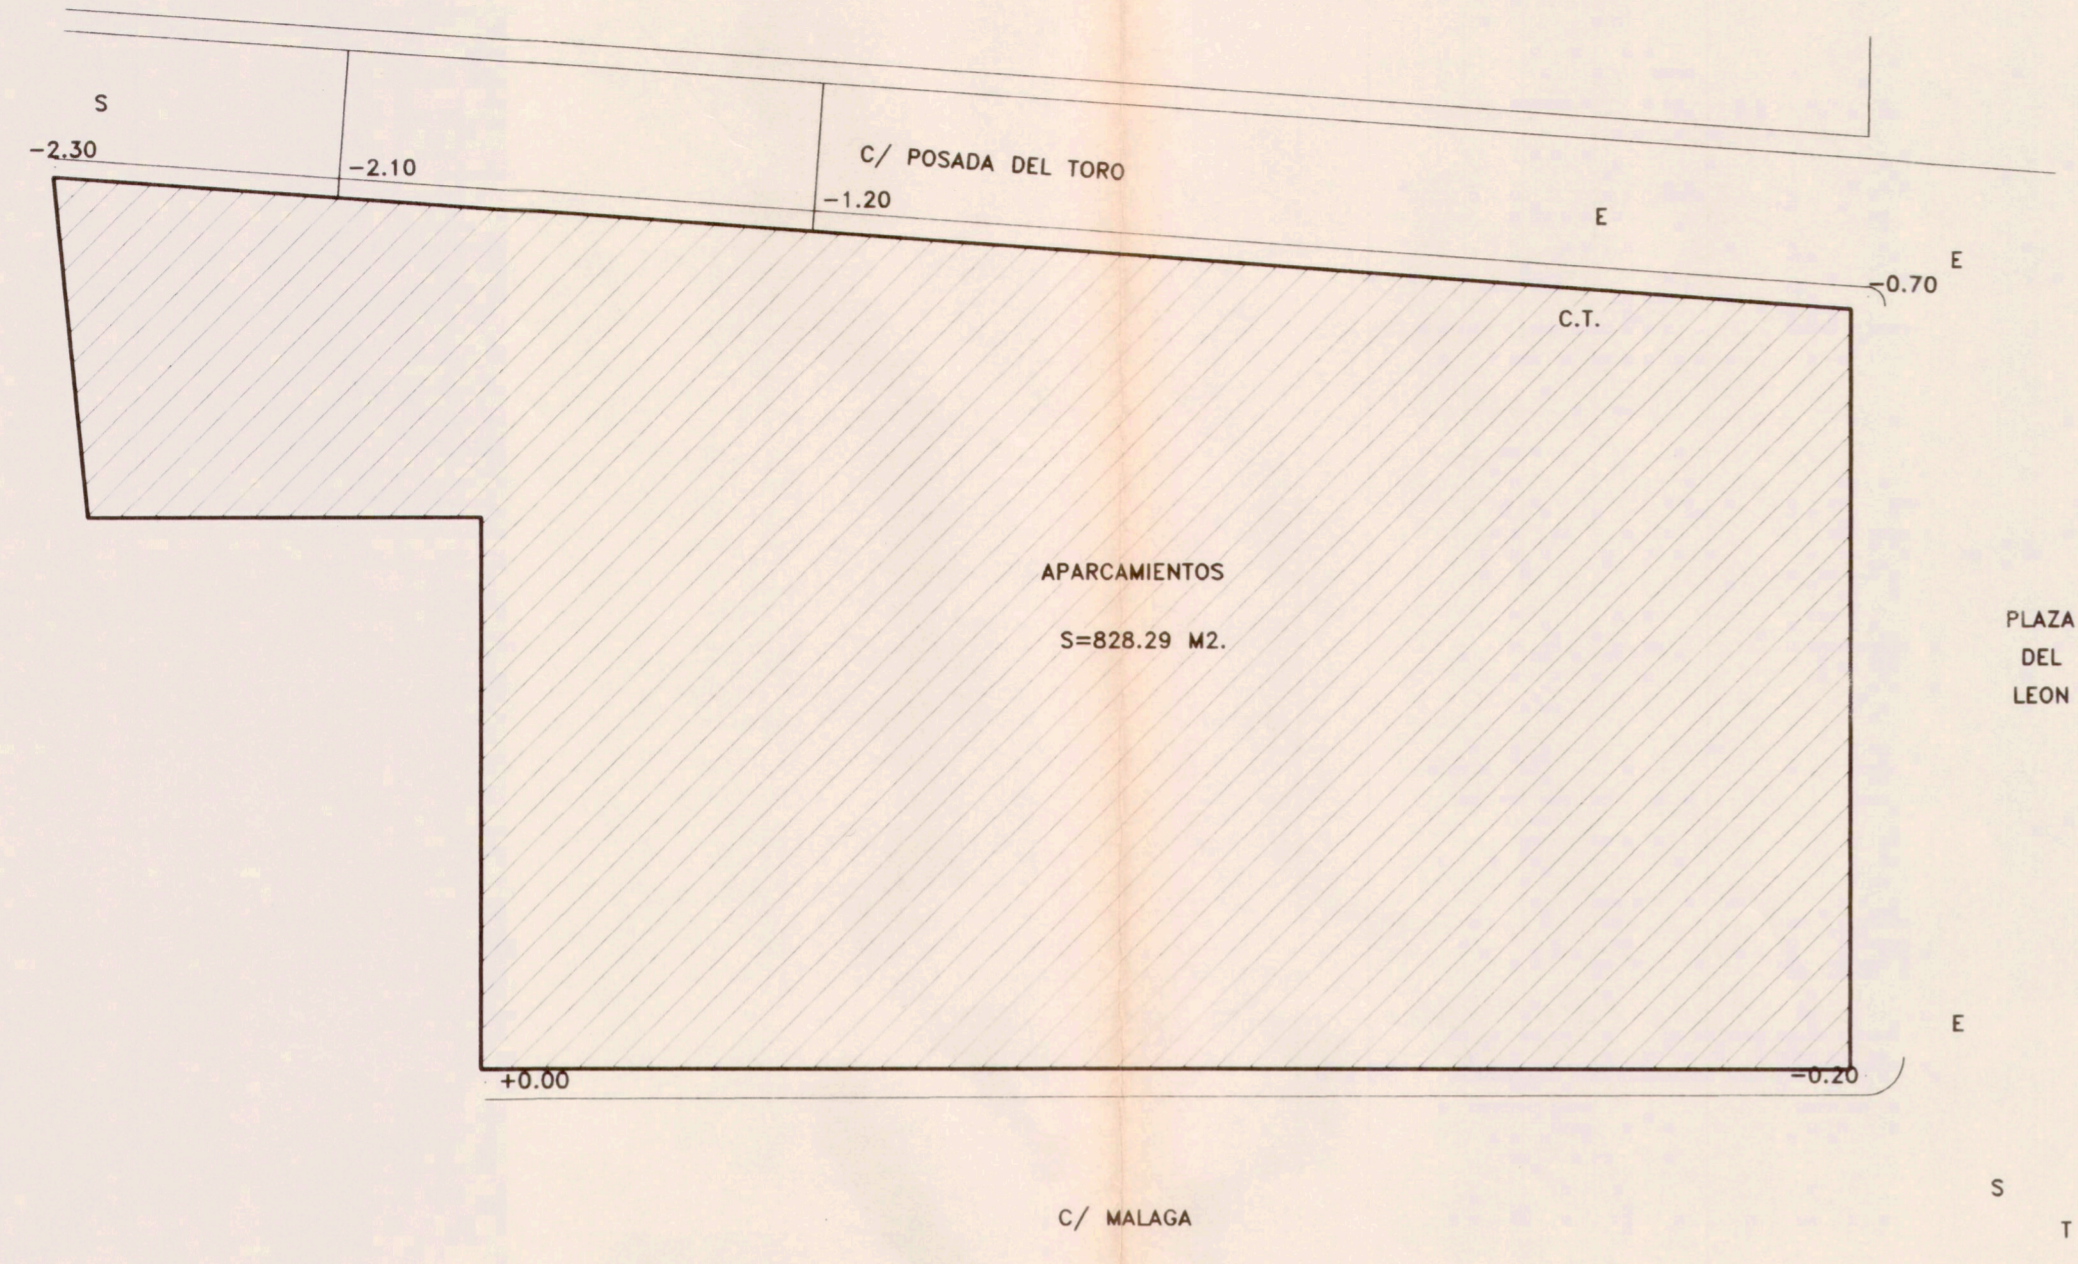 S
-2.30
-2.10
C/ POSADA DEL TORO
-1.20
E
E
-0.70
C.T.
APARCAMIENTOS
S=828.29 M2.
PLAZA
DEL
LEON
E
+0.00
-0.20
S
C/ MALAGA
T